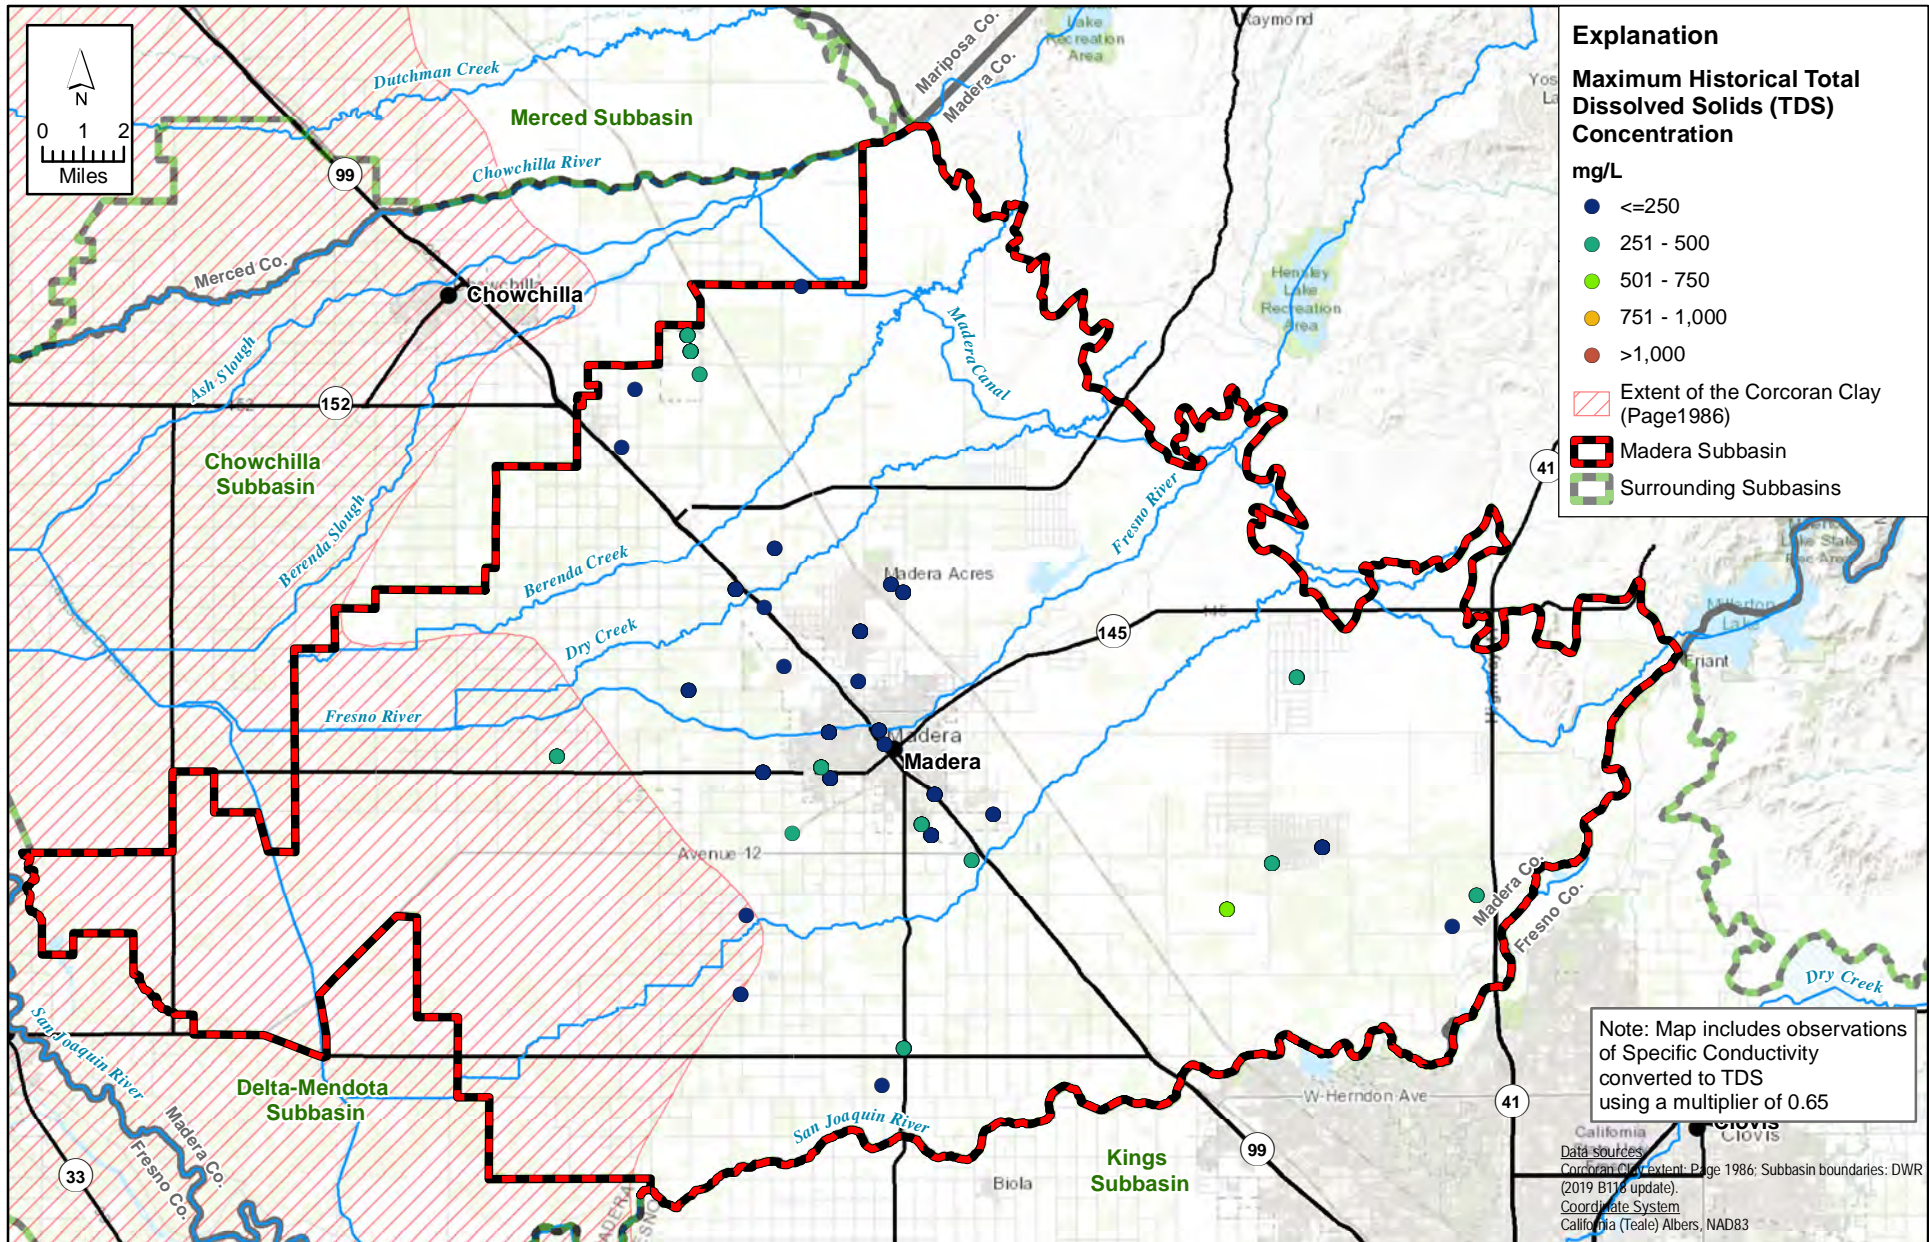 N
0 1 2
Miles
Explanation
Maximum Historical Total
Dissolved Solids (TDS)
Concentration
mg/L
<=250
251 - 500
501 - 750
751 - 1,000
>1,000
Extent of the Corcoran Clay
(Page1986)
Madera Subbasin
Surrounding Subbasins
Dutchman Creek
Merced Subbasin
Mariposa Co.
Madera Co.
Lake
Recreation
Area
Raymond
99
Chowchilla River
Merced Co.
Chowchilla
Hensley
Lake
Recreation
Area
Ash Slough
Madera Canal
152
152
41
Chowchilla
Subbasin
Berenda Slough
Berenda Creek
Fresno River
Madera Acres
Dry Creek
145
145
Millerton
Lake
Friant
Fresno River
Madera
Madera
Avenue 12
Madera Co.
Fresno Co.
Dry Creek
San Joaquin River
Delta-Mendota
Subbasin
Madera Co.
Fresno Co.
33
San Joaquin River
W Herndon Ave
41
99
Kings
Subbasin
Biola
Note: Map includes observations
of Specific Conductivity
converted to TDS
using a multiplier of 0.65
Clovis
Clovis
California
Data sources
Corcoran Clay extent: Page 1986; Subbasin boundaries: DWR
(2019 B118 update).
Coordinate System
California (Teale) Albers, NAD83